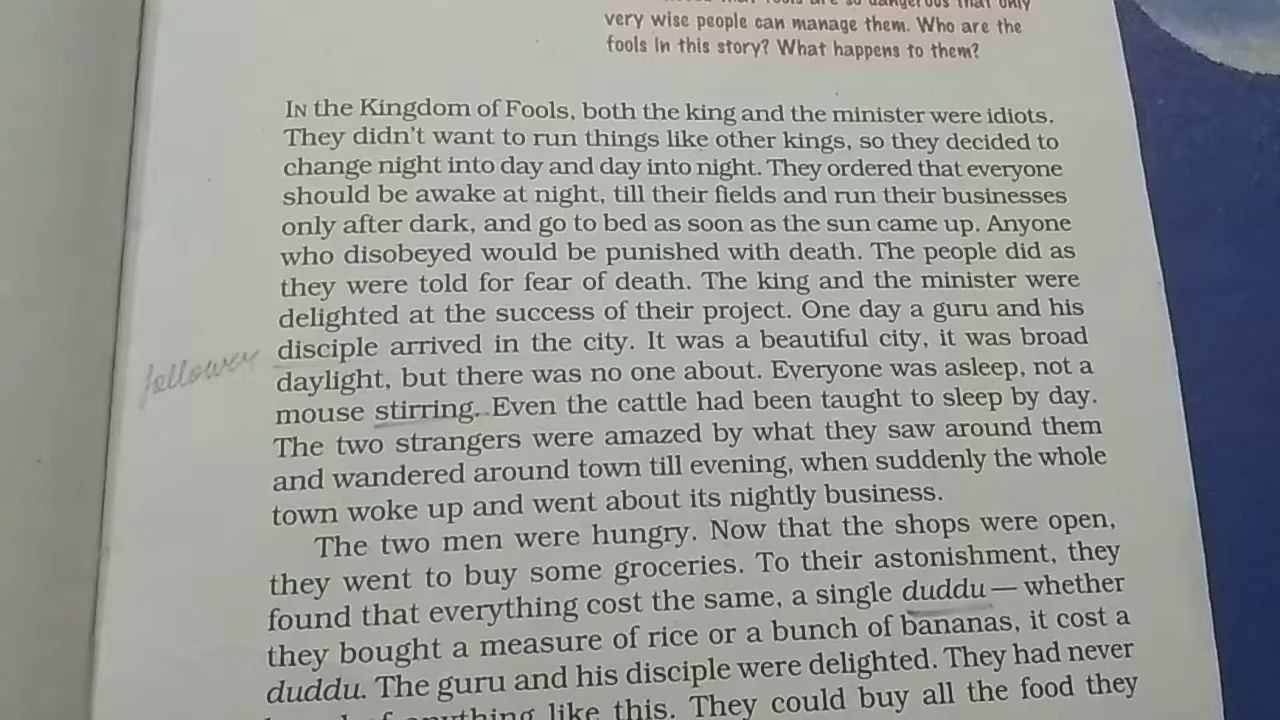 that fools are so dangerous that only
very wise people can manage them. Who are the
fools in this story? What happens to them?
IN the Kingdom of Fools, both the king and the minister were idiots.
They didn't want to run things like other kings, so they decided to
change night into day and day into night. They ordered that everyone
should be awake at night, till their fields and run their businesses
only after dark, and go to bed as soon as the sun came up. Anyone
who disobeyed would be punished with death. The people did as
they were told for fear of death. The king and the minister were
delighted at the success of their project. One day a guru and his
disciple arrived in the city. It was a beautiful city, it was broad
follower
daylight, but there was no one about. Everyone was asleep, not a
mouse stirring. Even the cattle had been taught to sleep by day.
The two strangers were amazed by what they saw around them
and wandered around town till evening, when suddenly the whole
town woke up and went about its nightly business.
The two men were hungry. Now that the shops were open,
they went to buy some groceries. To their astonishment, they
found that everything cost the same, a single duddu — whether
they bought a measure of rice or a bunch of bananas, it cost a
duddu. The guru and his disciple were delighted. They had never
of anything like this. They could buy all the food they